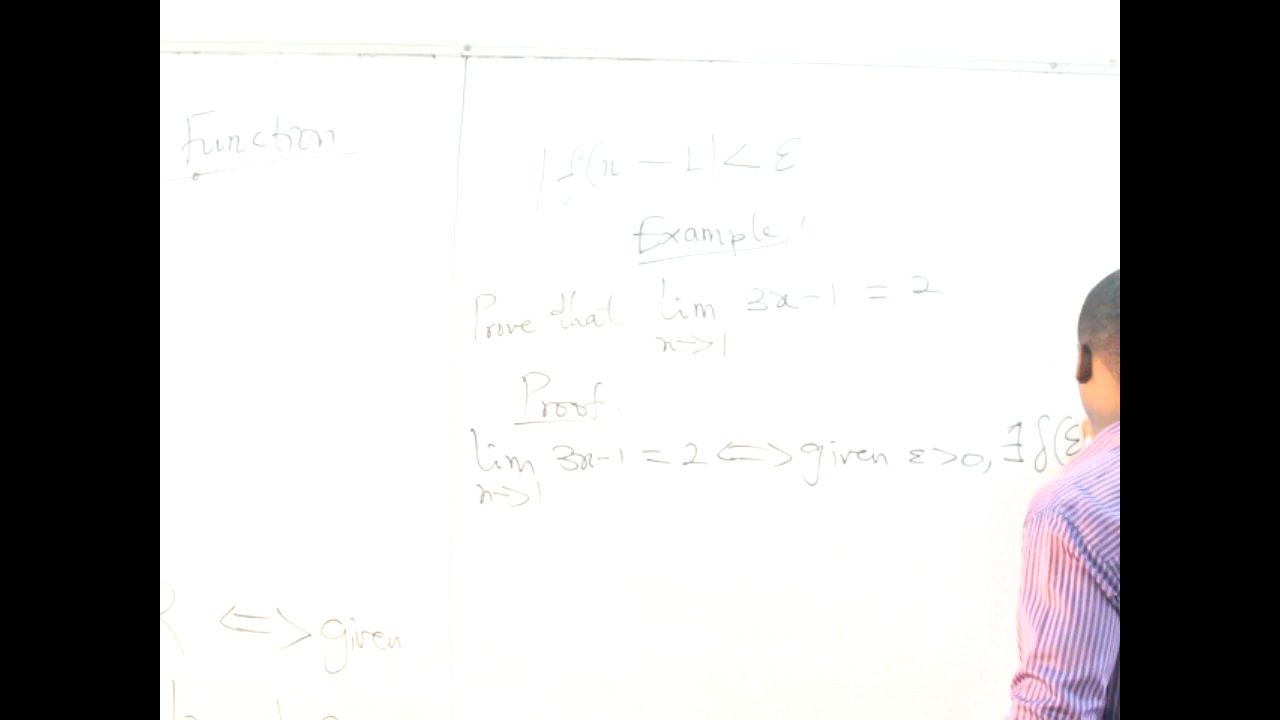 Function
|f(x - L| < ε
Example
Prove that lim 3x-1 = 2
x->1
Proof.
lim 3x-1 = 2 <=> given ε>0, ∃ δ(ε
x->1
<=> given